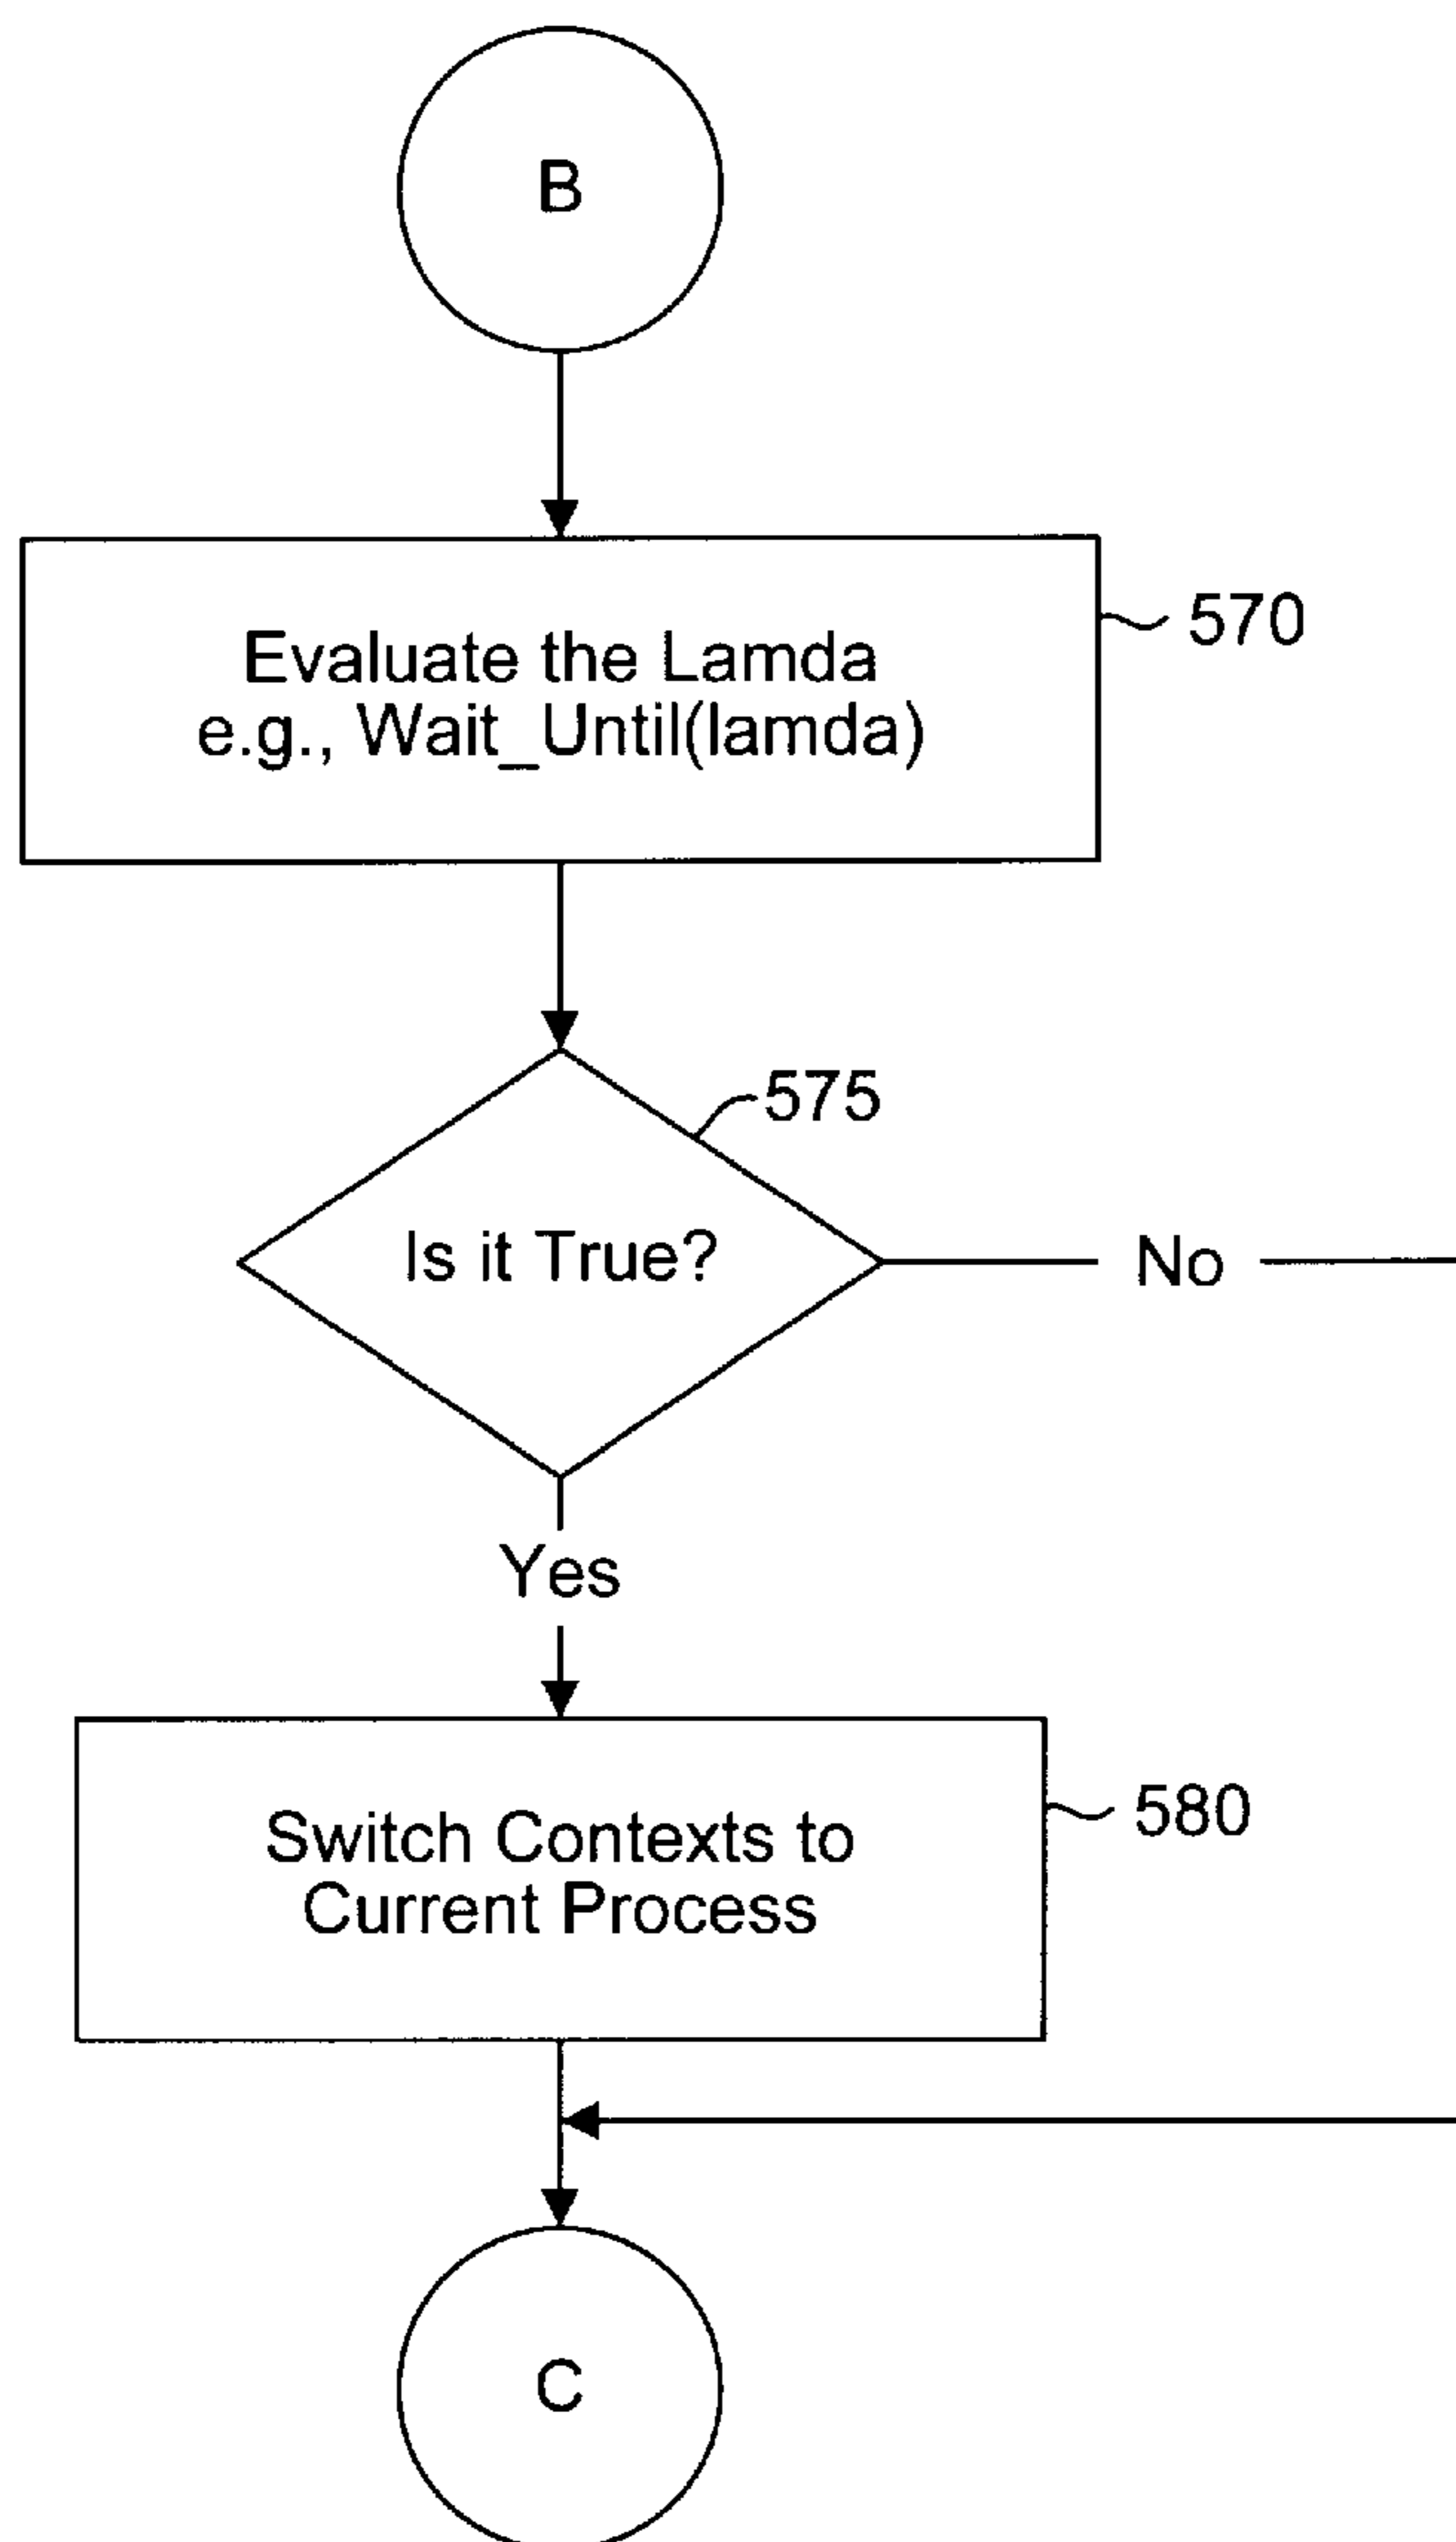 B
Evaluate the Lamda
e.g., Wait_Until(lamda)
570
575
Is it True?
No
Yes
Switch Contexts to
Current Process
580
C